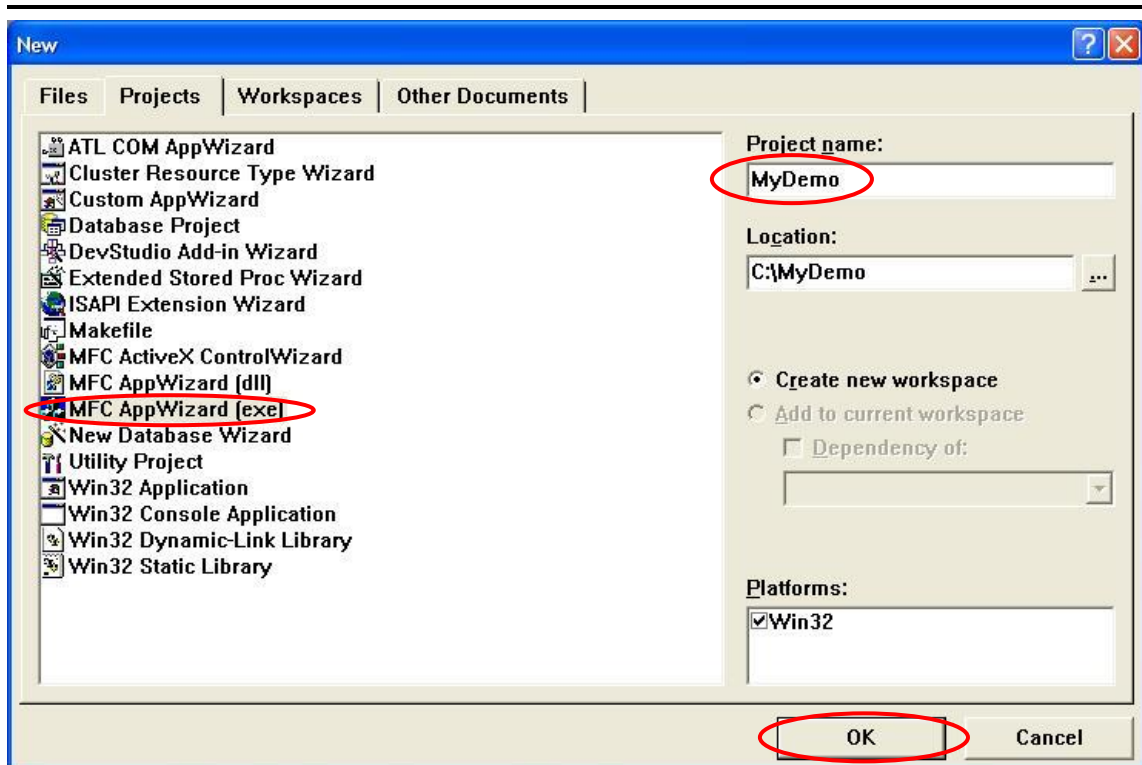 New
Files Projects Workspaces Other Documents
ATL COM AppWizard
Cluster Resource Type Wizard
Custom AppWizard
Database Project
DevStudio Add-in Wizard
Extended Stored Proc Wizard
ISAPI Extension Wizard
Makefile
MFC ActiveX ControlWizard
MFC AppWizard (dll)
MFC AppWizard (exe)
New Database Wizard
Utility Project
Win32 Application
Win32 Console Application
Win32 Dynamic-Link Library
Win32 Static Library
Project name:
MyDemo
Location:
C:\MyDemo
...
Create new workspace
Add to current workspace
Dependency of:
Platforms:
Win32
OK Cancel